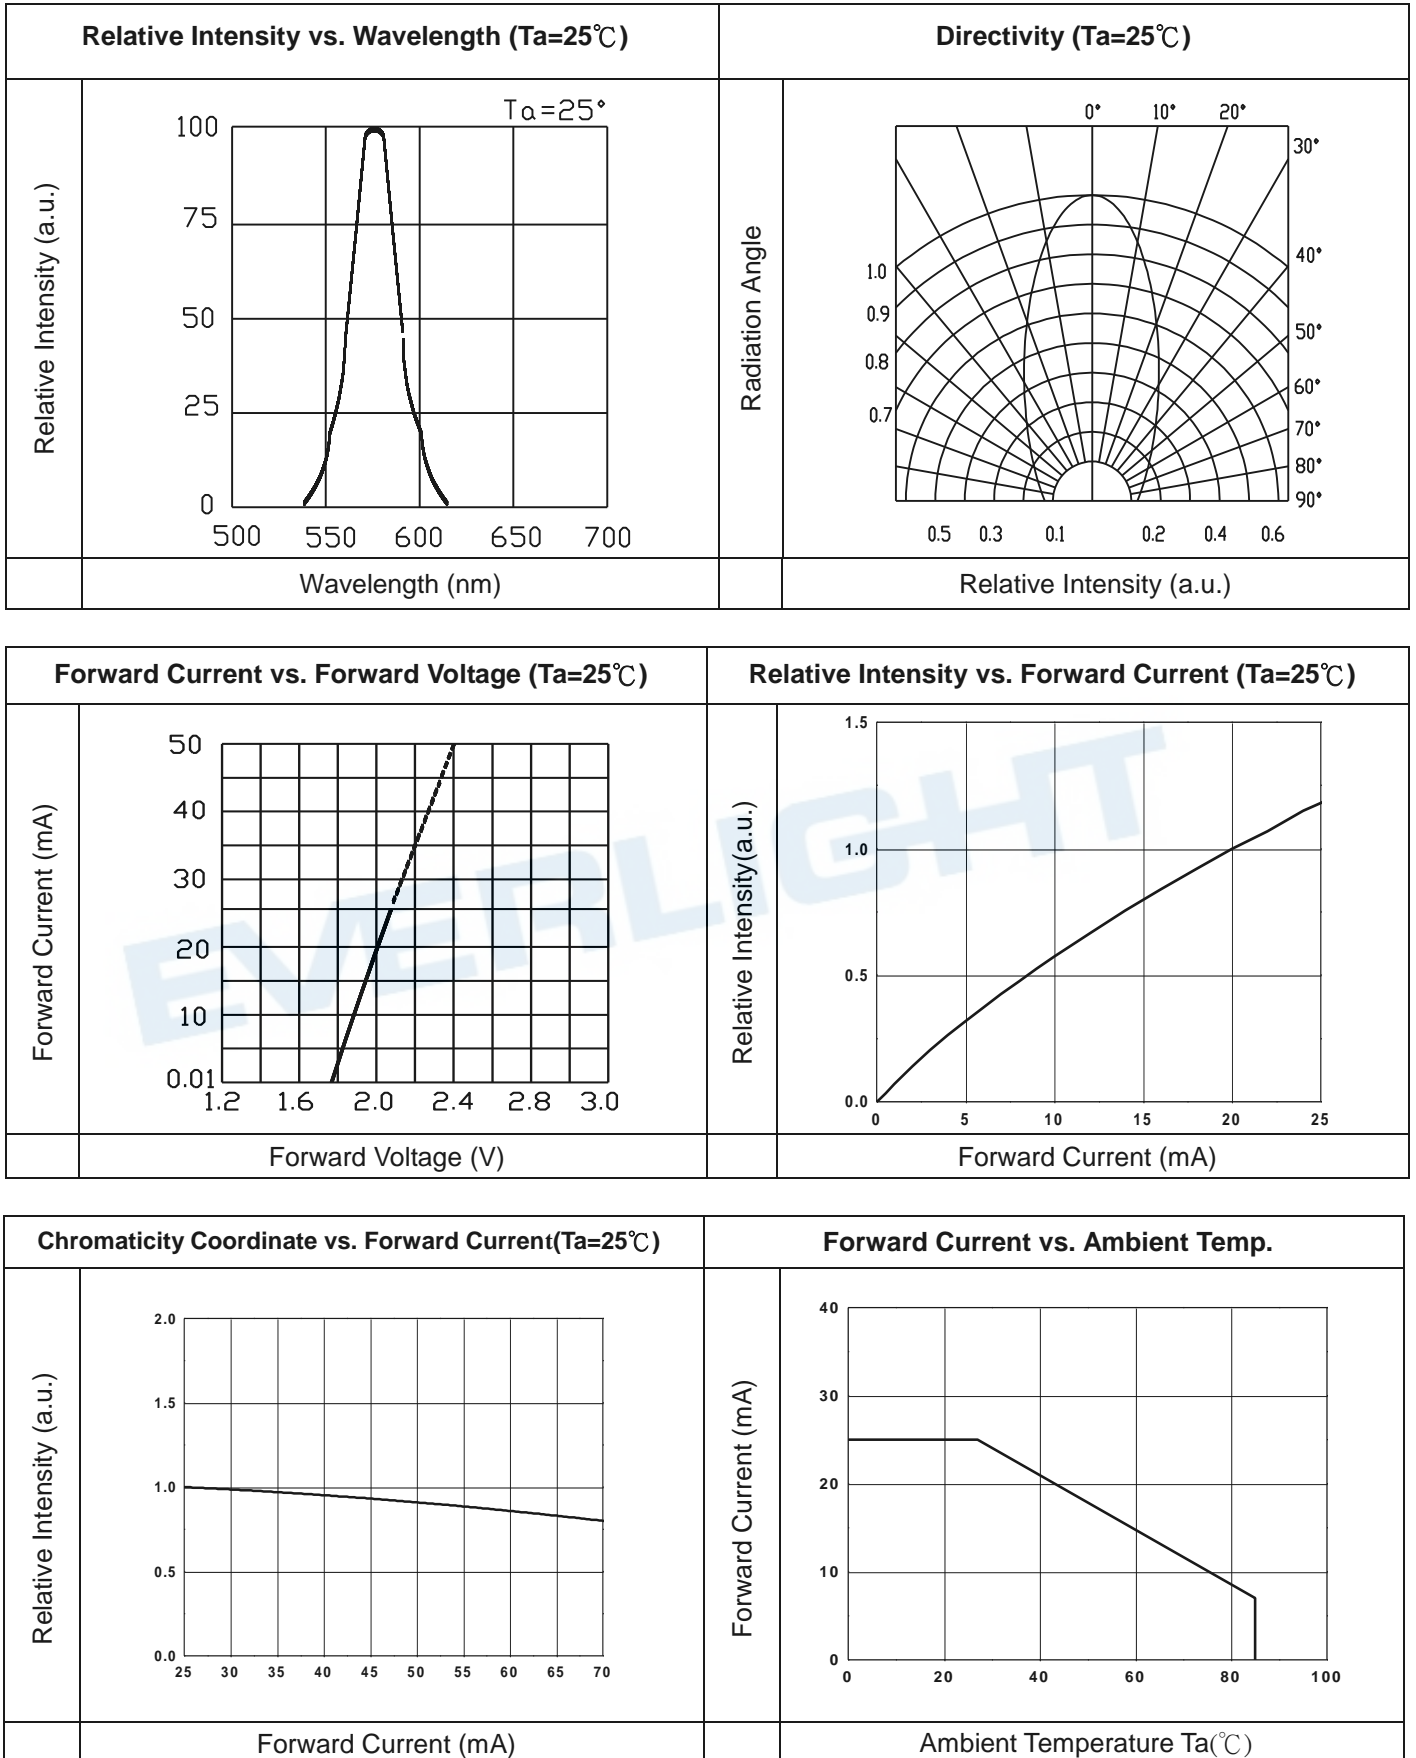 Relative Intensity vs. Wavelength (Ta=25℃)
Directivity (Ta=25℃)
Relative Intensity (a.u.)
Ta=25°
100
75
50
25
0
500 550 600 650 700
Wavelength (nm)
Radiation Angle
0° 10° 20°
30°
40°
50°
60°
70°
80°
90°
1.0
0.9
0.8
0.7
0.5 0.3 0.1 0.2 0.4 0.6
Relative Intensity (a.u.)
Forward Current vs. Forward Voltage (Ta=25℃)
Relative Intensity vs. Forward Current (Ta=25℃)
Forward Current (mA)
50
40
30
20
10
0.01
1.2 1.6 2.0 2.4 2.8 3.0
Forward Voltage (V)
Relative Intensity(a.u.)
1.5
1.0
0.5
0.0
0 5 10 15 20 25
Forward Current (mA)
EVERLIGHT
Chromaticity Coordinate vs. Forward Current(Ta=25℃)
Forward Current vs. Ambient Temp.
Relative Intensity (a.u.)
2.0
1.5
1.0
0.5
0.0
25 30 35 40 45 50 55 60 65 70
Forward Current (mA)
Forward Current (mA)
40
30
20
10
0
0 20 40 60 80 100
Ambient Temperature Ta(℃)